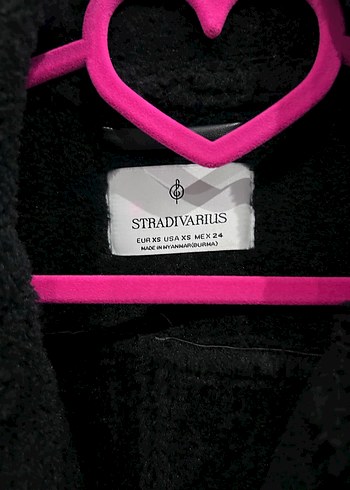 STRADIVARIUS
EUR XS USA XS MEX 24
MADE IN MYANMAR(BURMA)